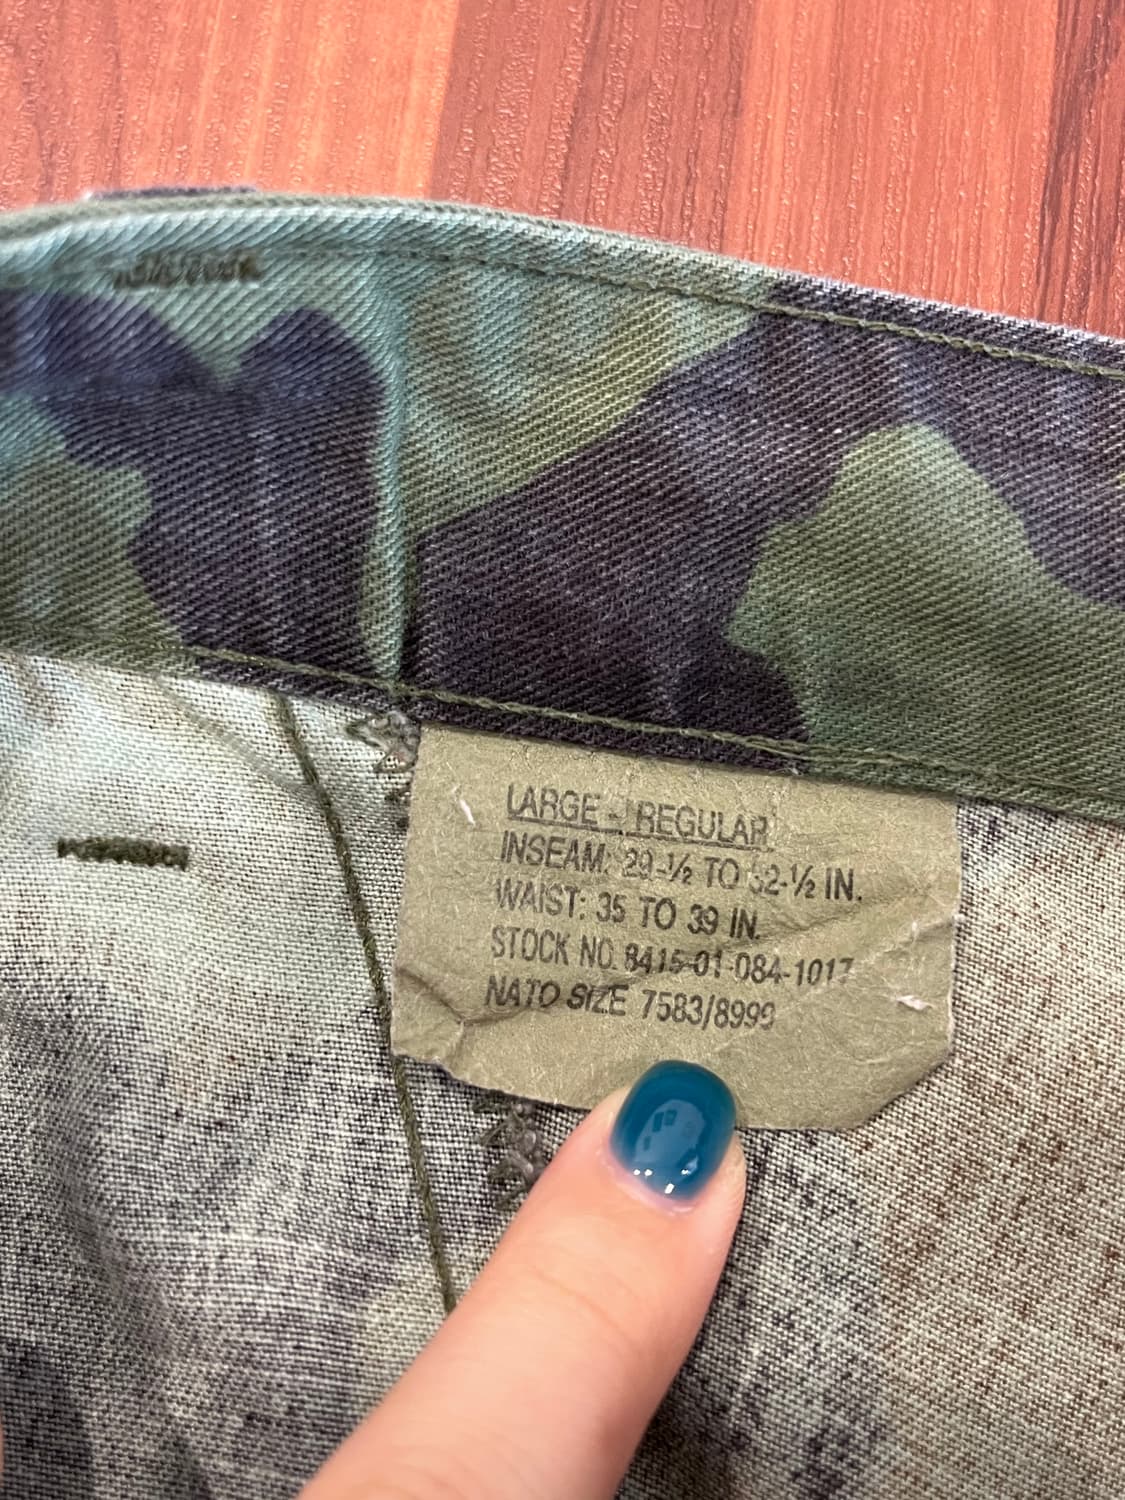 LARGE - REGULAR
INSEAM: 29-½ TO 32-½ IN.
WAIST: 35 TO 39 IN.
STOCK NO. 8415-01-084-1017
NATO SIZE 7583/8999